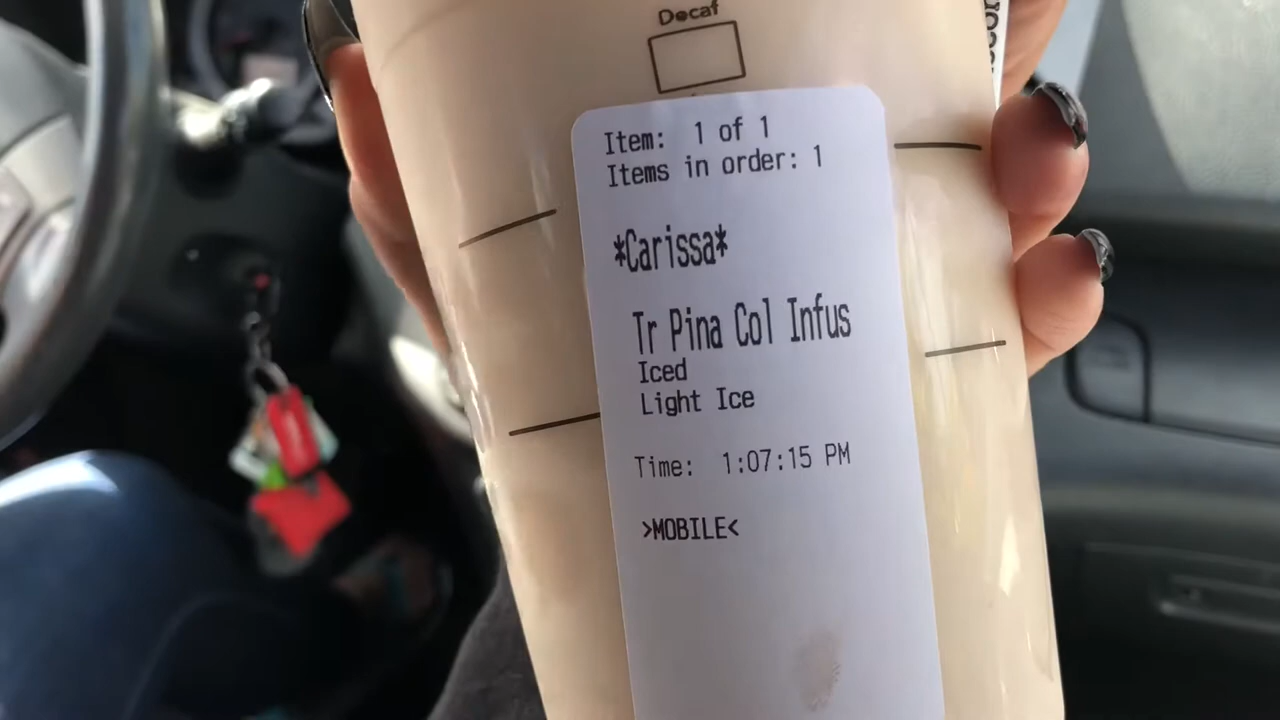 Decaf
Item: 1 of 1
Items in order: 1
*Carissa*
Tr Pina Col Infus
Iced
Light Ice
Time: 1:07:15 PM
>MOBILE<